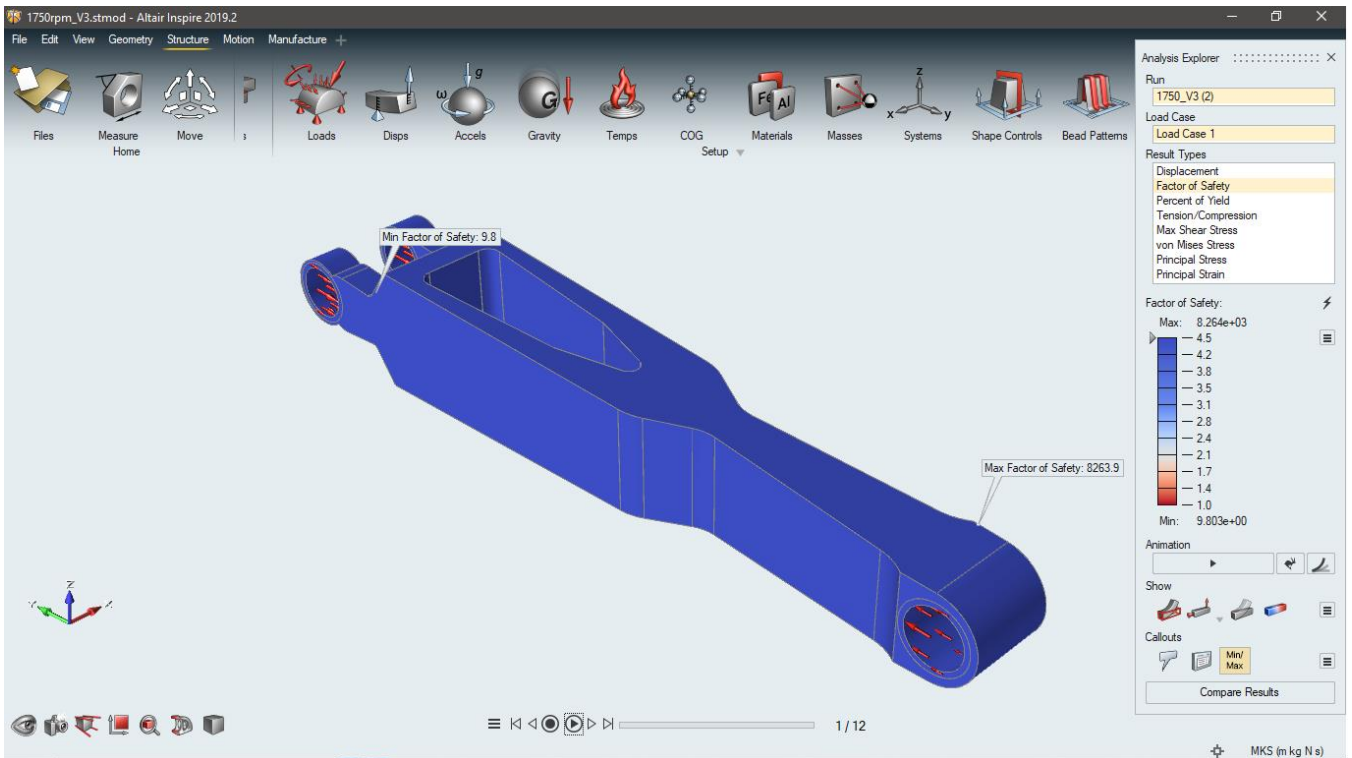 1750rpm_V3.stmod - Altair Inspire 2019.2
File Edit View Geometry Structure Motion Manufacture +
Files Measure Move s Loads Disps Accels Gravity Temps COG Materials Masses Systems Shape Controls Bead Patterns
Home Setup
Analysis Explorer
Run
1750_V3 (2)
Load Case
Load Case 1
Result Types
Displacement
Factor of Safety
Percent of Yield
Tension/Compression
Max Shear Stress
von Mises Stress
Principal Stress
Principal Strain
Factor of Safety:
Max: 8.264e+03
4.5
4.2
3.8
3.5
3.1
2.8
2.4
2.1
1.7
1.4
1.0
Min: 9.803e+00
Animation
Show
Callouts
Min/
Max
Compare Results
Min Factor of Safety: 9.8
Max Factor of Safety: 8263.9
z
1 / 12
MKS (m kg N s)